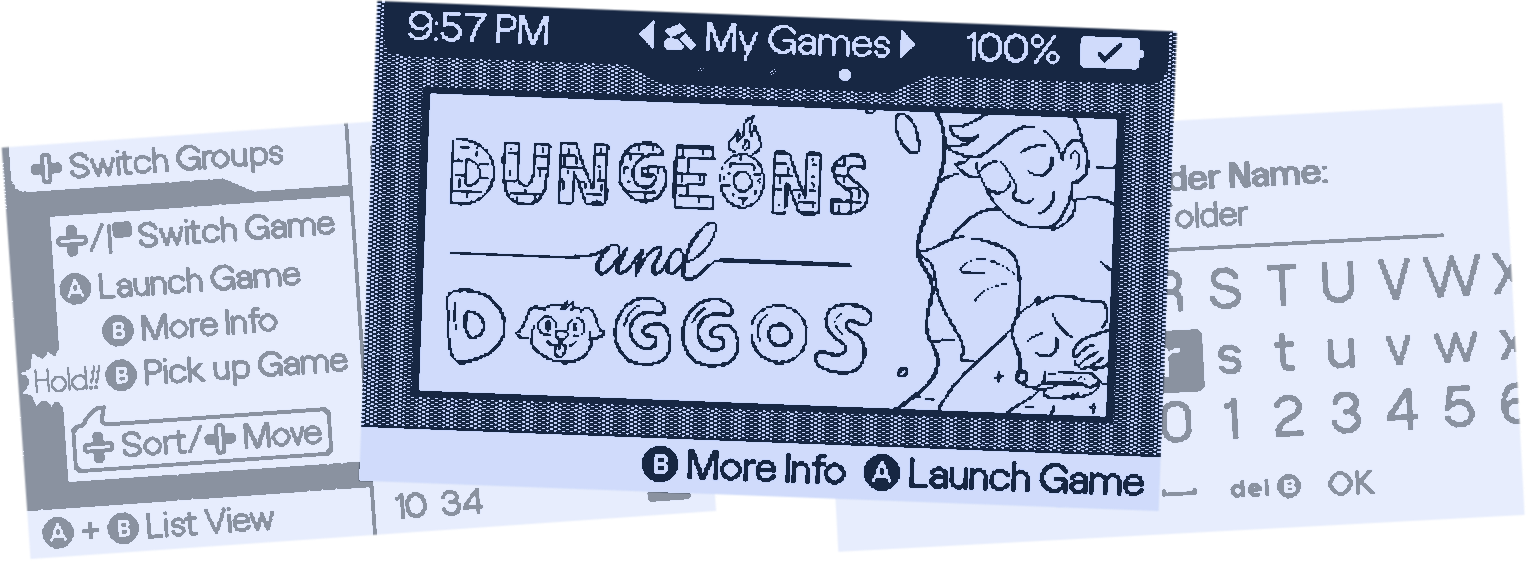 9:57 PM My Games 100%
DUNGEONS
and
DOGGOS
B More Info A Launch Game
Switch Groups
/ Switch Game
A Launch Game
B More Info
Hold!! B Pick up Game
Sort/ Move
A + B List View
10 34
der Name:
older
R S T U V W X
r s t u v w x
0 1 2 3 4 5 6
del B OK